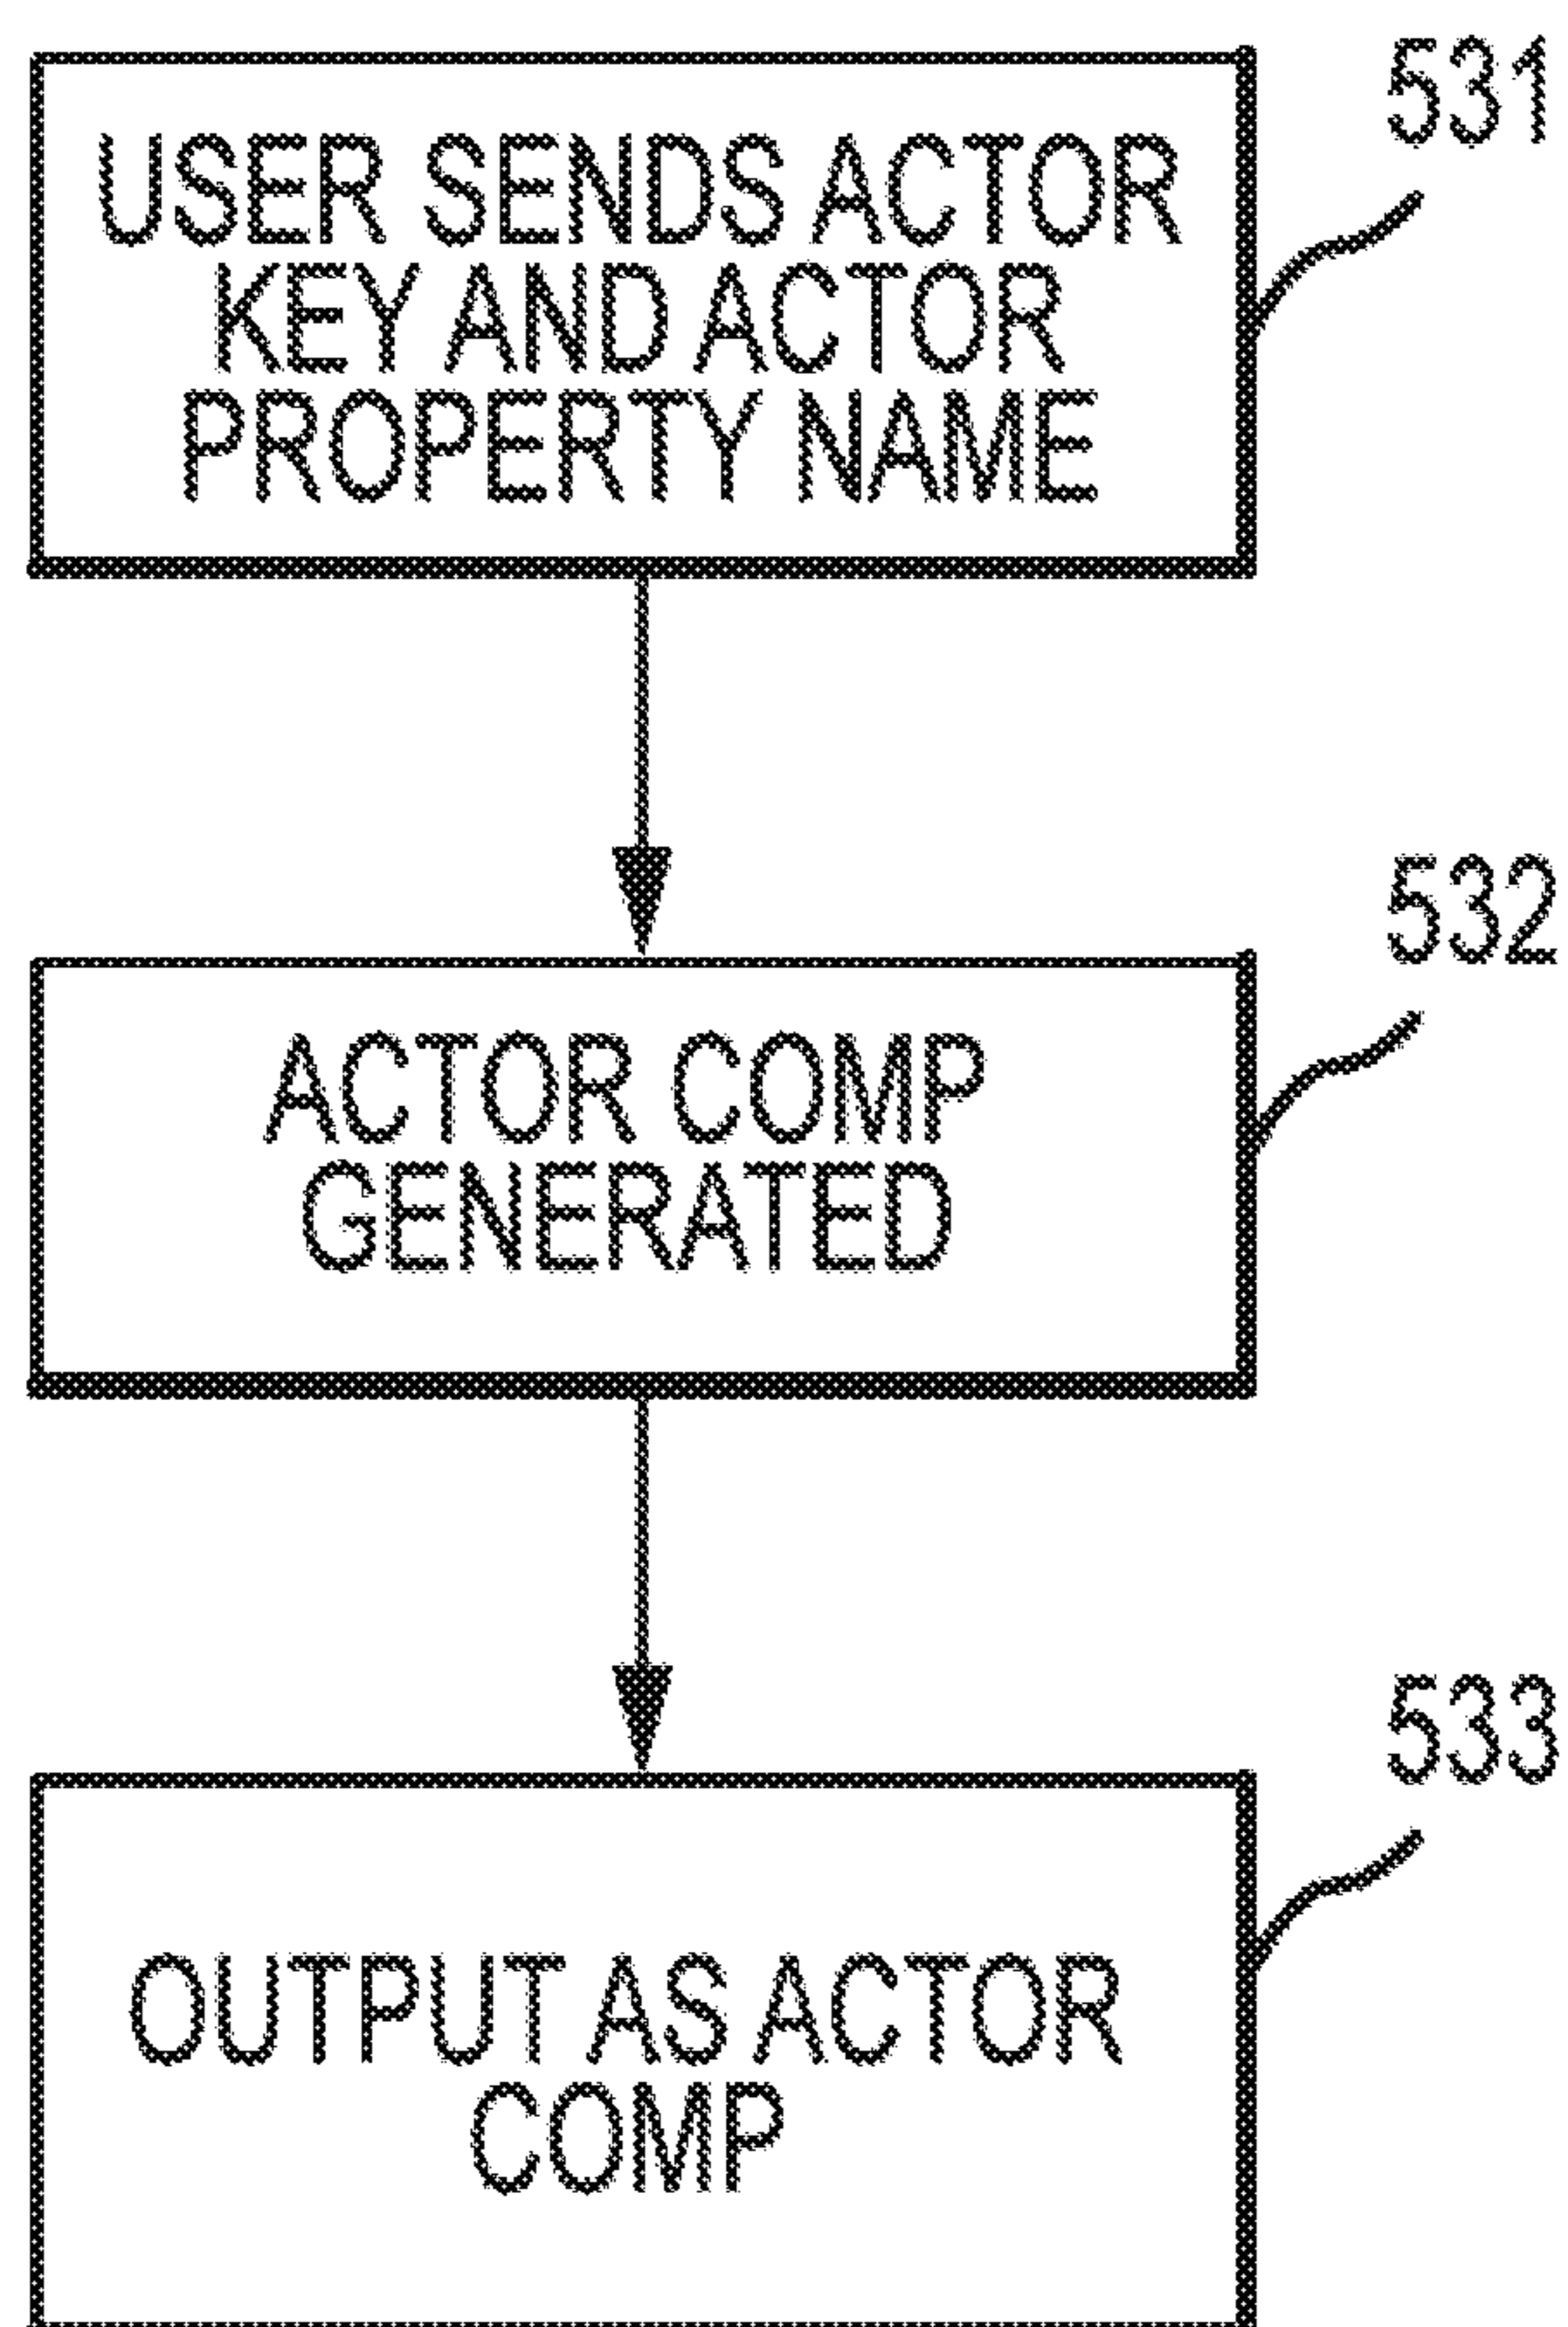 531
USER SENDS ACTOR
KEY AND ACTOR
PROPERTY NAME
532
ACTOR COMP
GENERATED
533
OUTPUT AS ACTOR
COMP